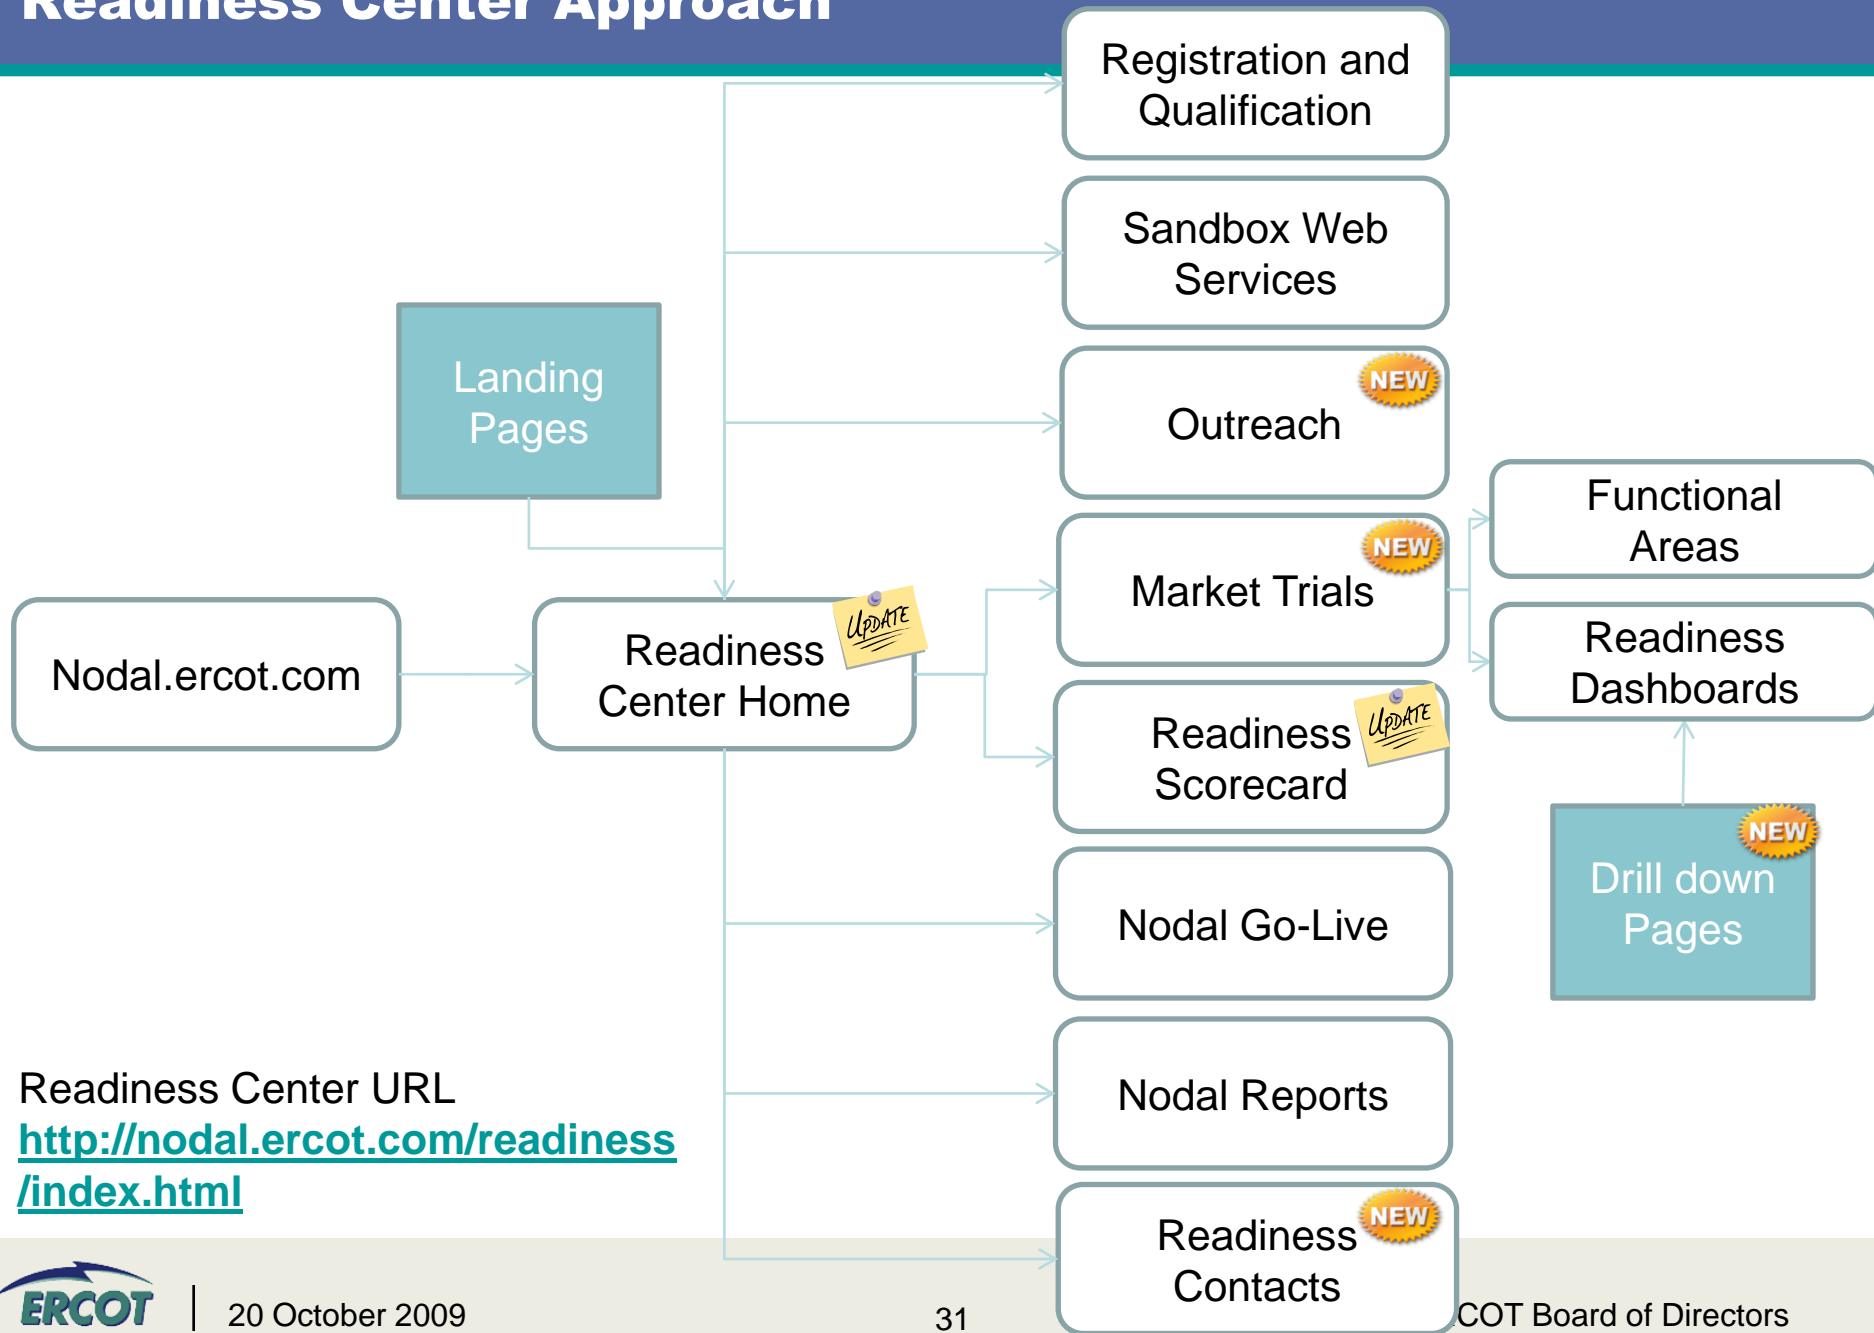 Readiness Center Approach
Registration and
Qualification
Sandbox Web
Services
Landing
Pages
NEW
Outreach
Functional
Areas
NEW
Market Trials
Nodal.ercot.com
UPDATE
Readiness
Center Home
Readiness
Dashboards
UPDATE
Readiness
Scorecard
NEW
Drill down
Pages
Nodal Go-Live
Nodal Reports
Readiness Center URL
http://nodal.ercot.com/readiness
/index.html
NEW
Readiness
Contacts
ERCOT
20 October 2009
31
COT Board of Directors